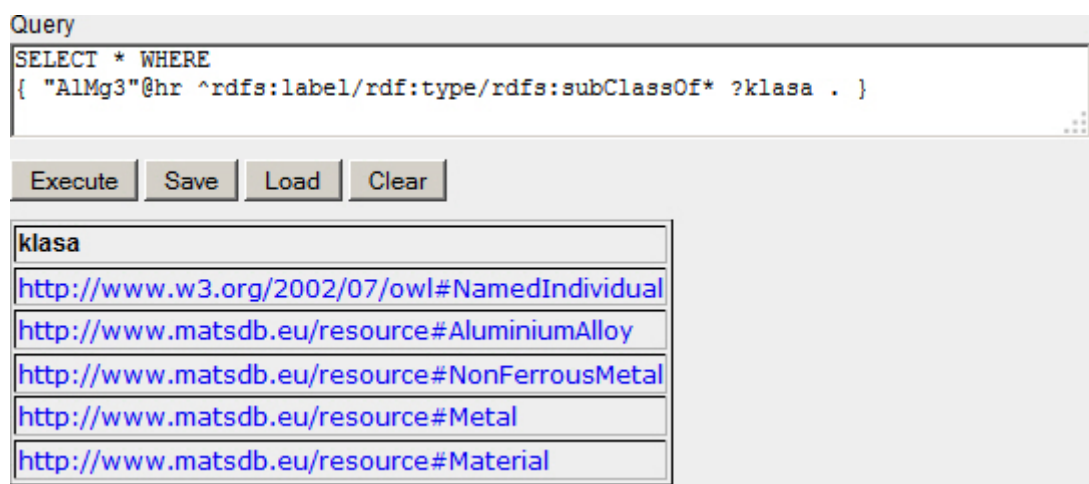 Query
SELECT * WHERE
{ "AlMg3"@hr ^rdfs:label/rdf:type/rdfs:subClassOf* ?klasa . }
Execute Save Load Clear
klasa
http://www.w3.org/2002/07/owl#NamedIndividual
http://www.matsdb.eu/resource#AluminiumAlloy
http://www.matsdb.eu/resource#NonFerrousMetal
http://www.matsdb.eu/resource#Metal
http://www.matsdb.eu/resource#Material